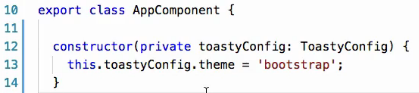 10 export class AppComponent {
11
12 constructor(private toastyConfig: ToastyConfig) {
13 this.toastyConfig.theme = 'bootstrap';
14 }